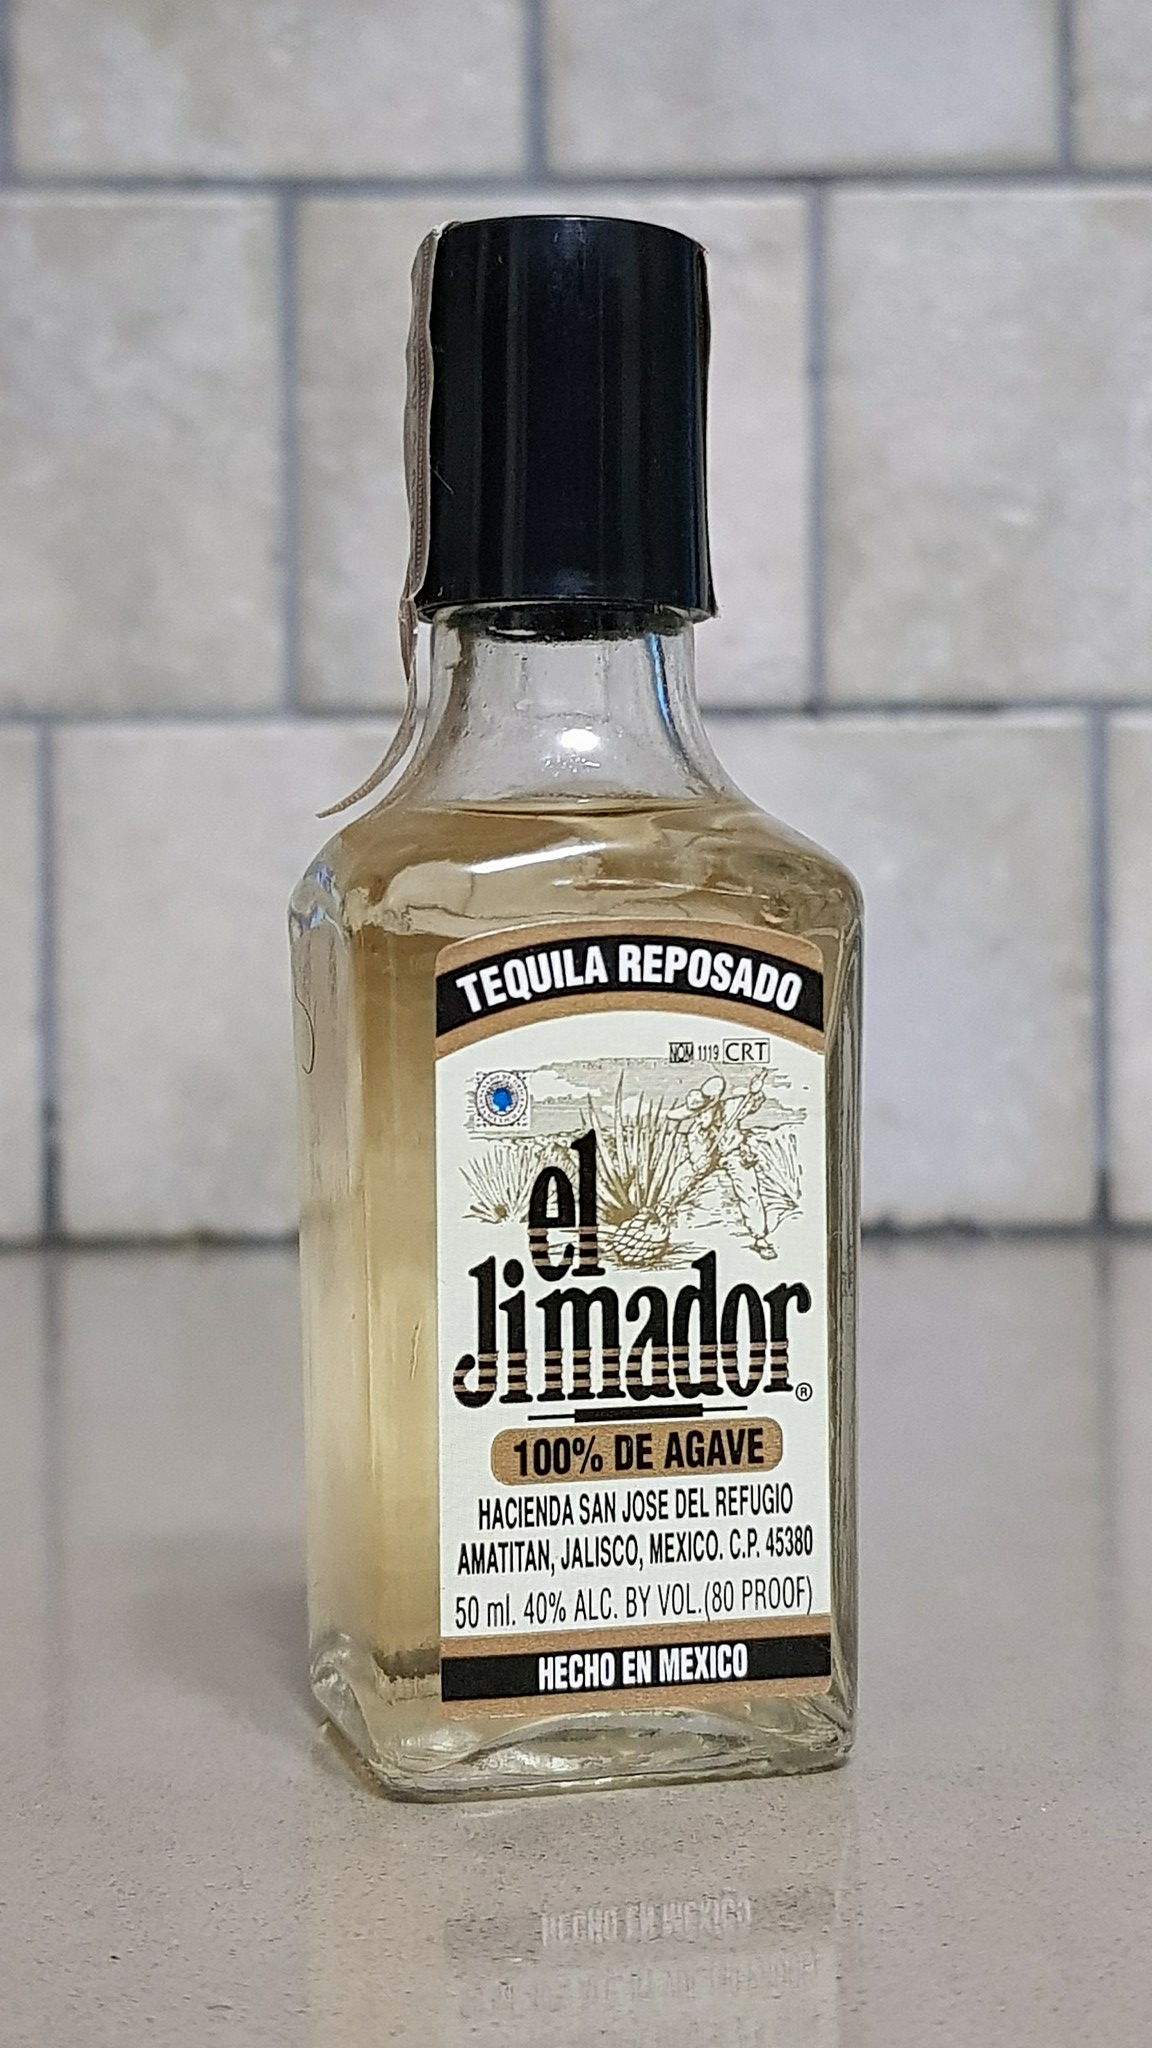 TEQUILA REPOSADO
NOM 1119 CRT
el
Jimador®
100% DE AGAVE
HACIENDA SAN JOSE DEL REFUGIO
AMATITAN, JALISCO, MEXICO. C.P. 45380
50 ml. 40% ALC. BY VOL.(80 PROOF)
HECHO EN MEXICO